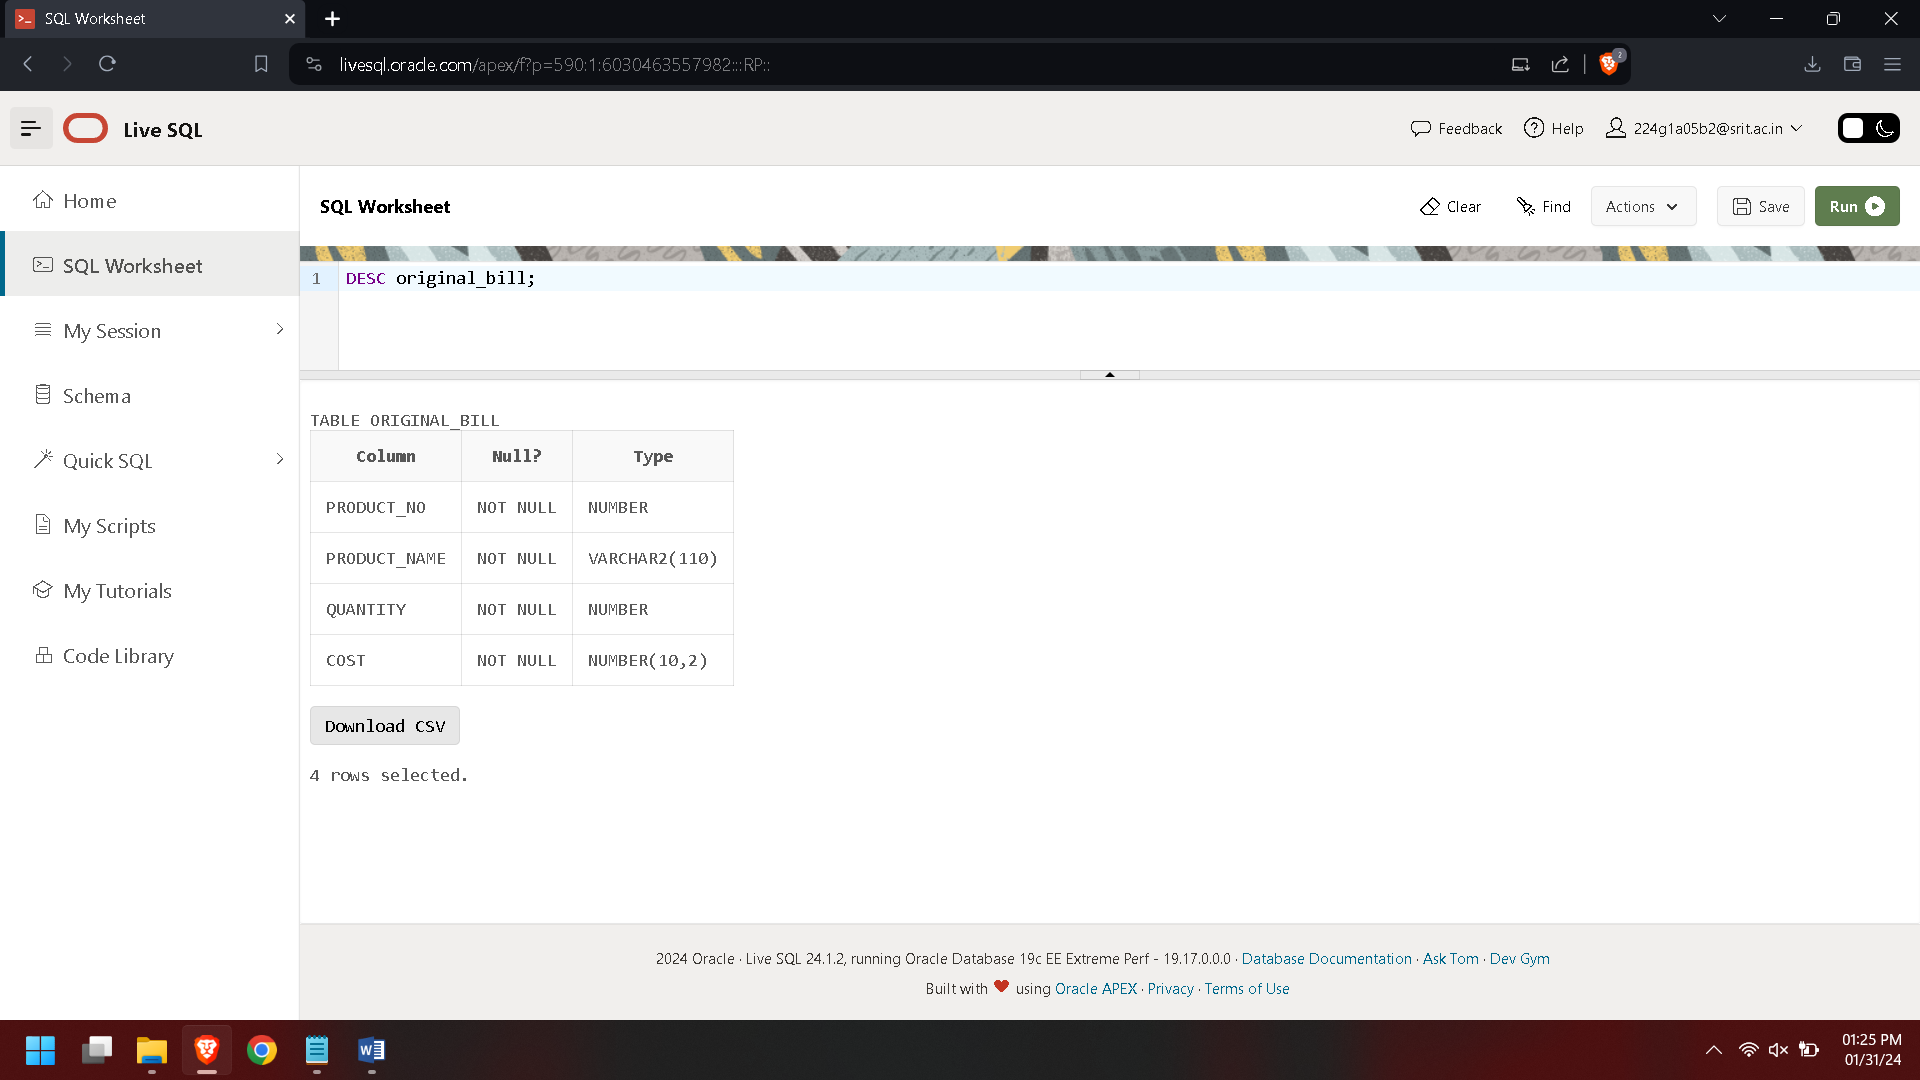 SQL Worksheet
livesql.oracle.com/apex/f?p=590:1:6030463557982:::RP::
2
Live SQL
Feedback
Help
224g1a05b2@srit.ac.in
Home
SQL Worksheet
My Session
Schema
Quick SQL
My Scripts
My Tutorials
Code Library
SQL Worksheet
Clear
Find
Actions
Save
Run
1 DESC original_bill;
TABLE ORIGINAL_BILL
Column Null? Type
PRODUCT_NO NOT NULL NUMBER
PRODUCT_NAME NOT NULL VARCHAR2(110)
QUANTITY NOT NULL NUMBER
COST NOT NULL NUMBER(10,2)
Download CSV
4 rows selected.
2024 Oracle · Live SQL 24.1.2, running Oracle Database 19c EE Extreme Perf - 19.17.0.0.0 · Database Documentation · Ask Tom · Dev Gym
Built with ❤ using Oracle APEX · Privacy · Terms of Use
01:25 PM
01/31/24